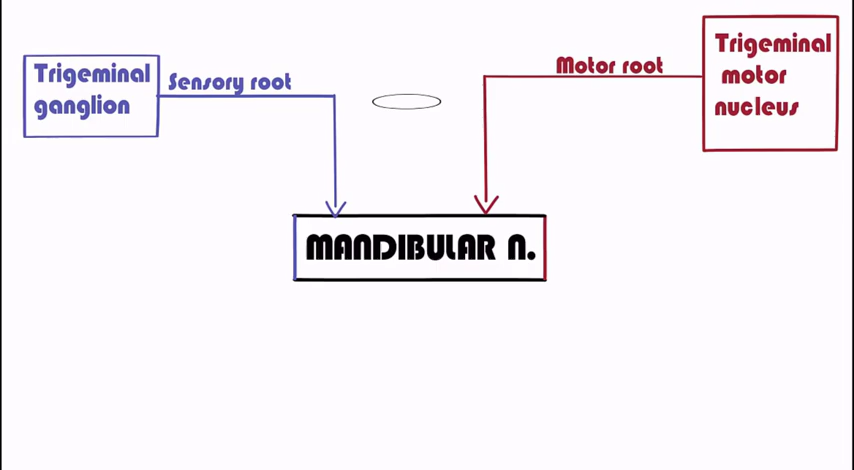 Trigeminal
ganglion
Sensory root
Motor root
Trigeminal
motor
nucleus
MANDIBULAR N.